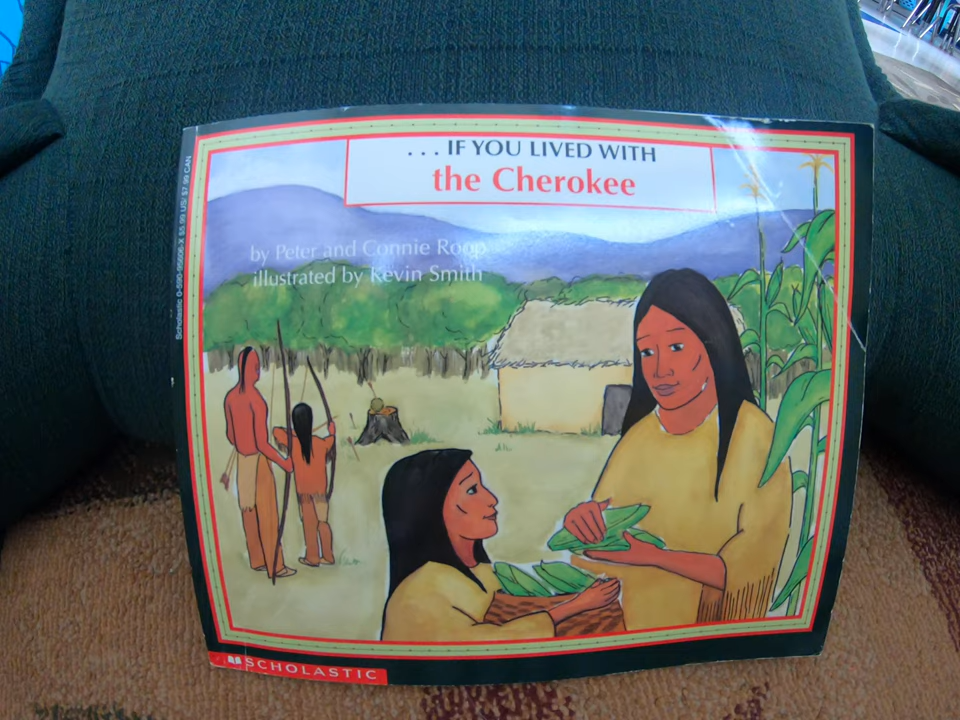 ... IF YOU LIVED WITH
the Cherokee
by Peter and Connie Roop
illustrated by Kevin Smith
SCHOLASTIC